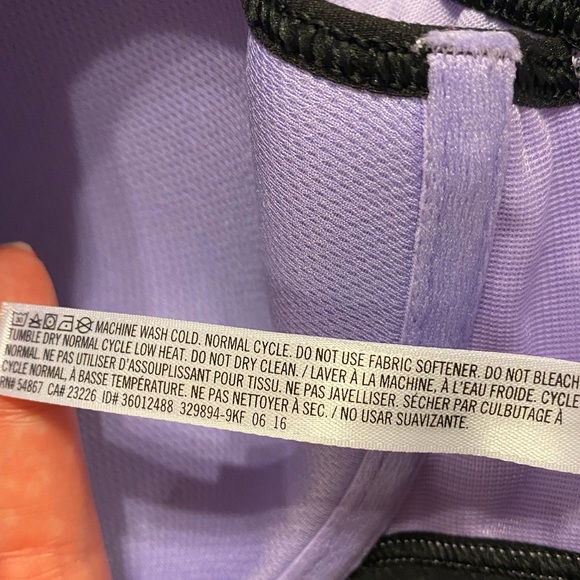 MACHINE WASH COLD. NORMAL CYCLE. DO NOT USE FABRIC SOFTENER. DO NOT BLEACH
TUMBLE DRY NORMAL CYCLE LOW HEAT. DO NOT DRY CLEAN. / LAVER À LA MACHINE, À L'EAU FROIDE. CYCLE
NORMAL. NE PAS UTILISER D'ASSOUPLISSANT POUR TISSU. NE PAS JAVELLISER. SÉCHER PAR CULBUTAGE À
CYCLE NORMAL, À BASSE TEMPÉRATURE. NE PAS NETTOYER À SEC. / NO USAR SUAVIZANTE.
RN# 54867 CA# 23226 ID# 36012488 329894-9KF 06 16